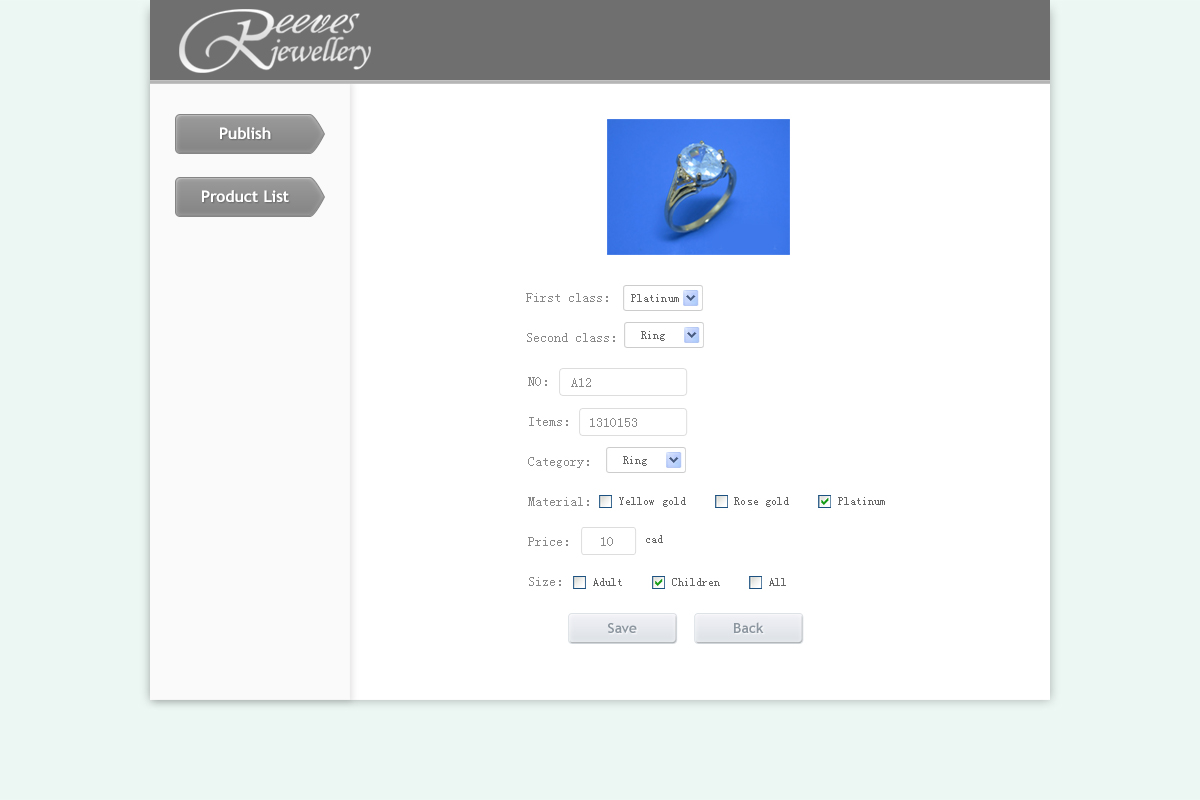 Reeves
jewellery
Publish
Product List
First class: Platinum
Second class: Ring
NO: A12
Items: 1310153
Category: Ring
Material: Yellow gold Rose gold Platinum
Price: 10 cad
Size: Adult Children All
Save Back